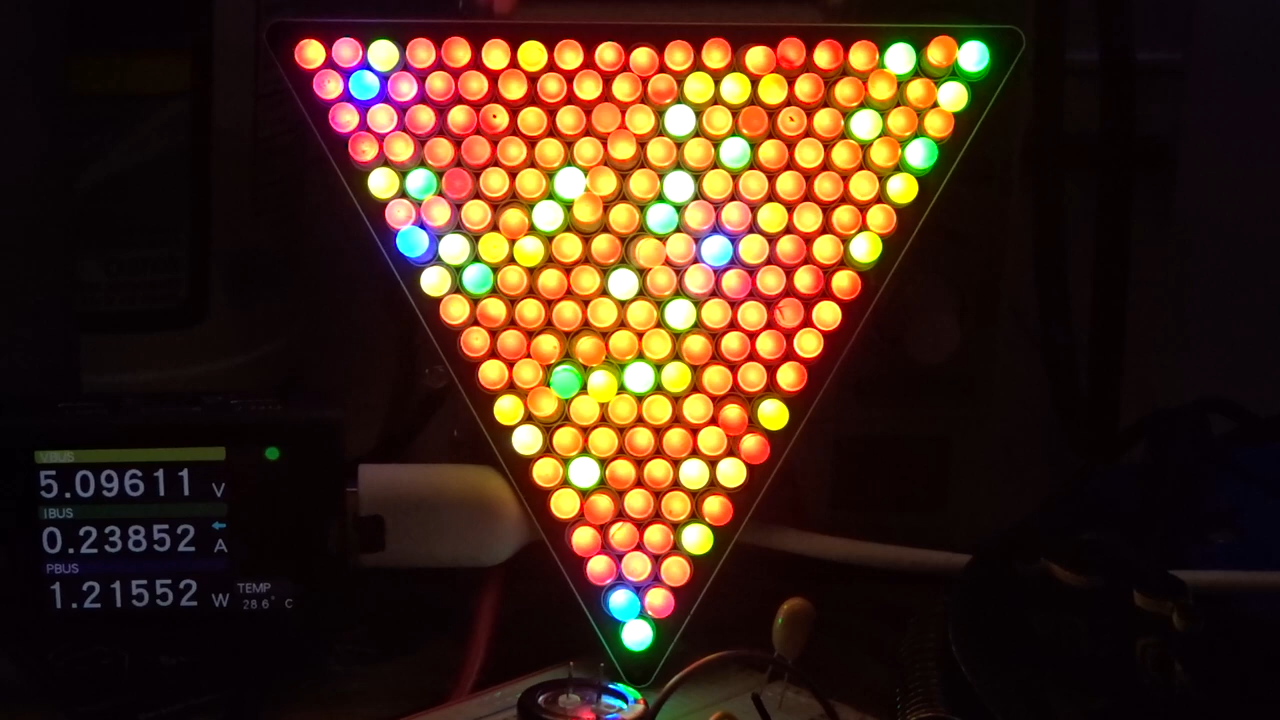 VBUS
5.09611 V
IBUS
0.23852 A
PBUS
1.21552 W
TEMP
28.6° C